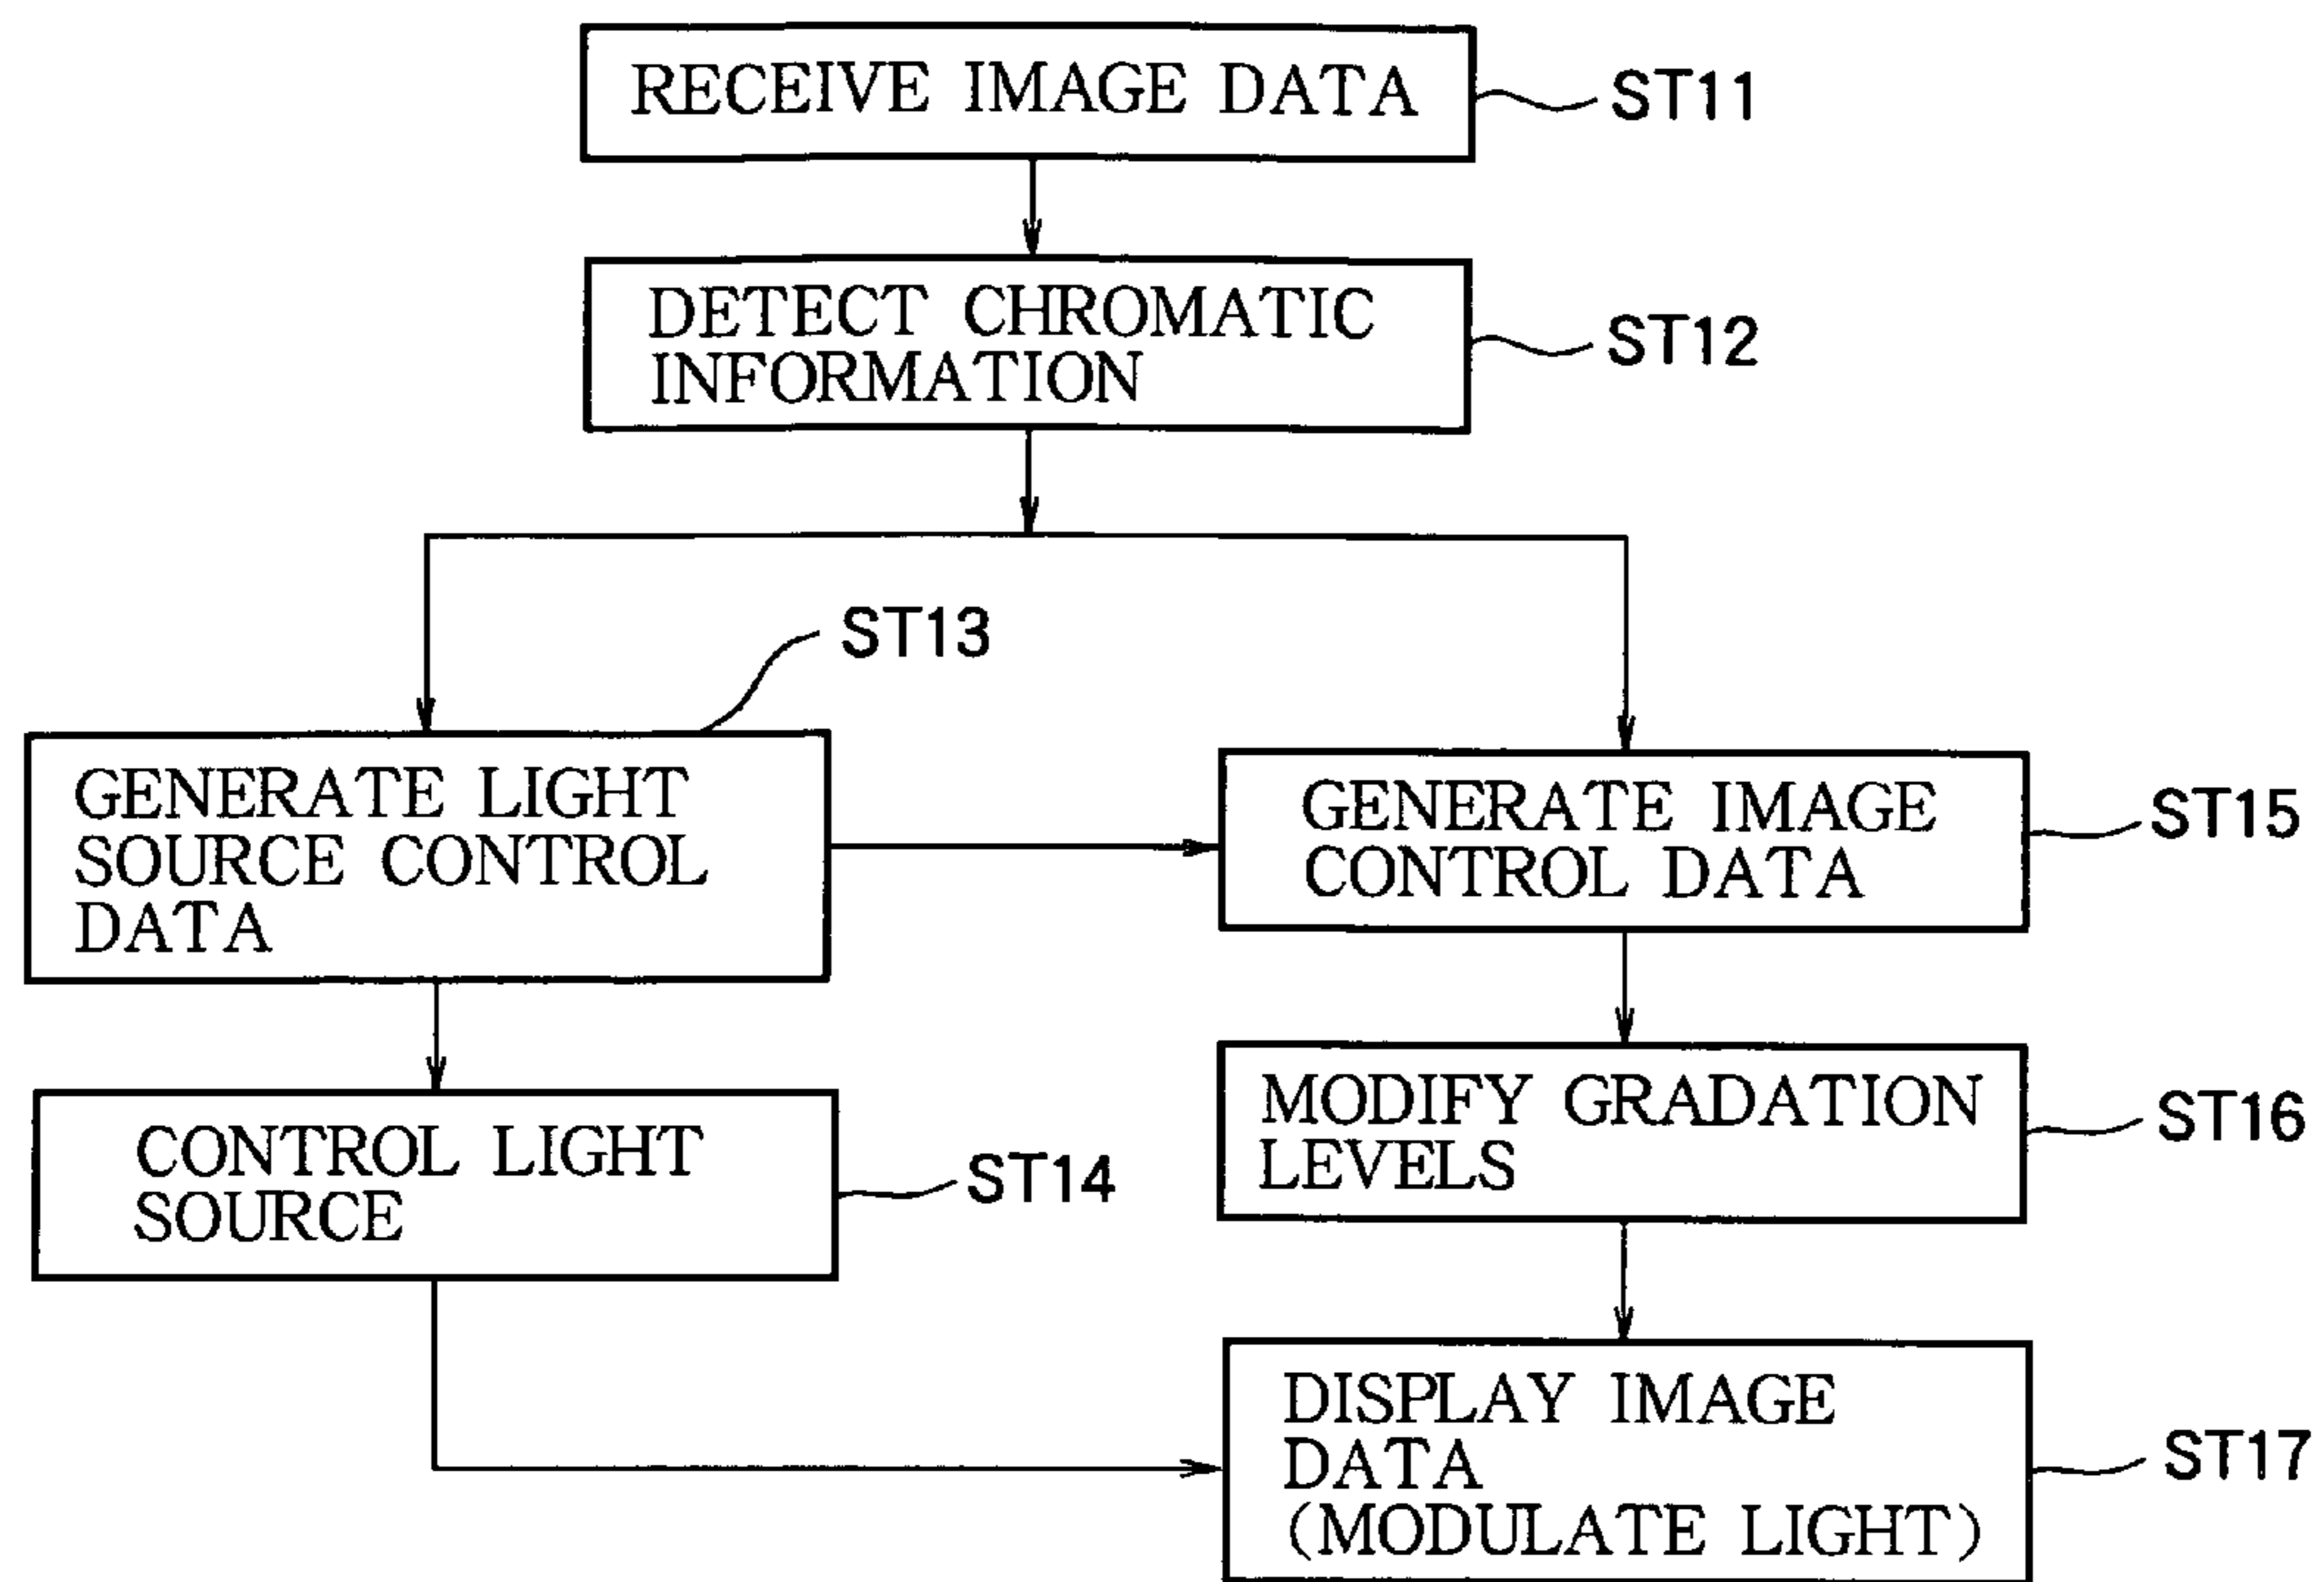 RECEIVE IMAGE DATA
ST11
DETECT CHROMATIC
INFORMATION
ST12
ST13
GENERATE LIGHT
SOURCE CONTROL
DATA
GENERATE IMAGE
CONTROL DATA
ST15
CONTROL LIGHT
SOURCE
ST14
MODIFY GRADATION
LEVELS
ST16
DISPLAY IMAGE
DATA
(MODULATE LIGHT)
ST17